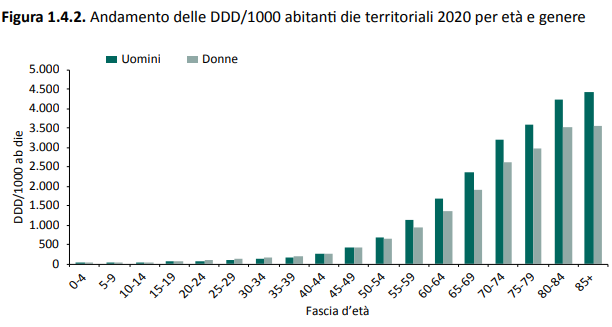 Figura 1.4.2. Andamento delle DDD/1000 abitanti die territoriali 2020 per età e genere
Uomini Donne
5.000
4.500
4.000
3.500
3.000
2.500
2.000
1.500
1.000
500
0
DDD/1000 ab die
0-4 5-9 10-14 15-19 20-24 25-29 30-34 35-39 40-44 45-49 50-54 55-59 60-64 65-69 70-74 75-79 80-84 85+
Fascia d'età